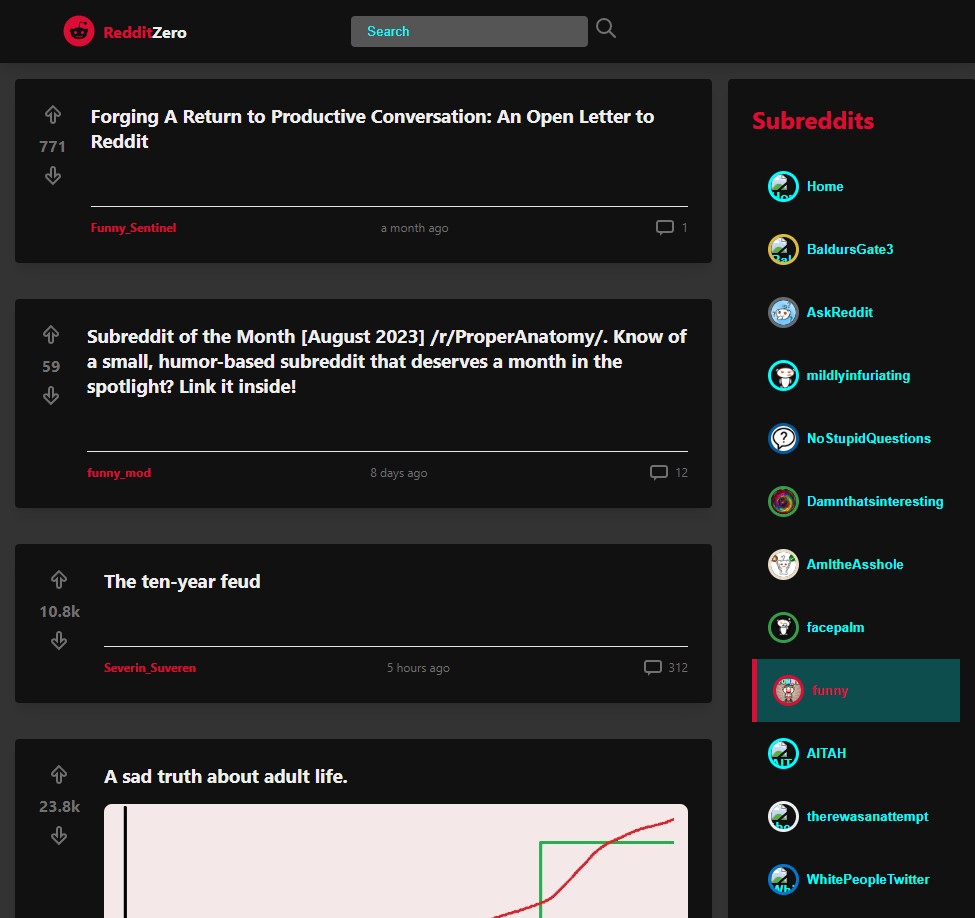 RedditZero
Search
Forging A Return to Productive Conversation: An Open Letter to
Reddit
771
Funny_Sentinel
a month ago
1
Subreddit of the Month [August 2023] /r/ProperAnatomy/. Know of
a small, humor-based subreddit that deserves a month in the
spotlight? Link it inside!
59
funny_mod
8 days ago
12
The ten-year feud
10.8k
Severin_Suveren
5 hours ago
312
A sad truth about adult life.
23.8k
Subreddits
Home
BaldursGate3
AskReddit
mildlyinfuriating
NoStupidQuestions
Damnthatsinteresting
AmItheAsshole
facepalm
funny
AITAH
therewasanattempt
WhitePeopleTwitter